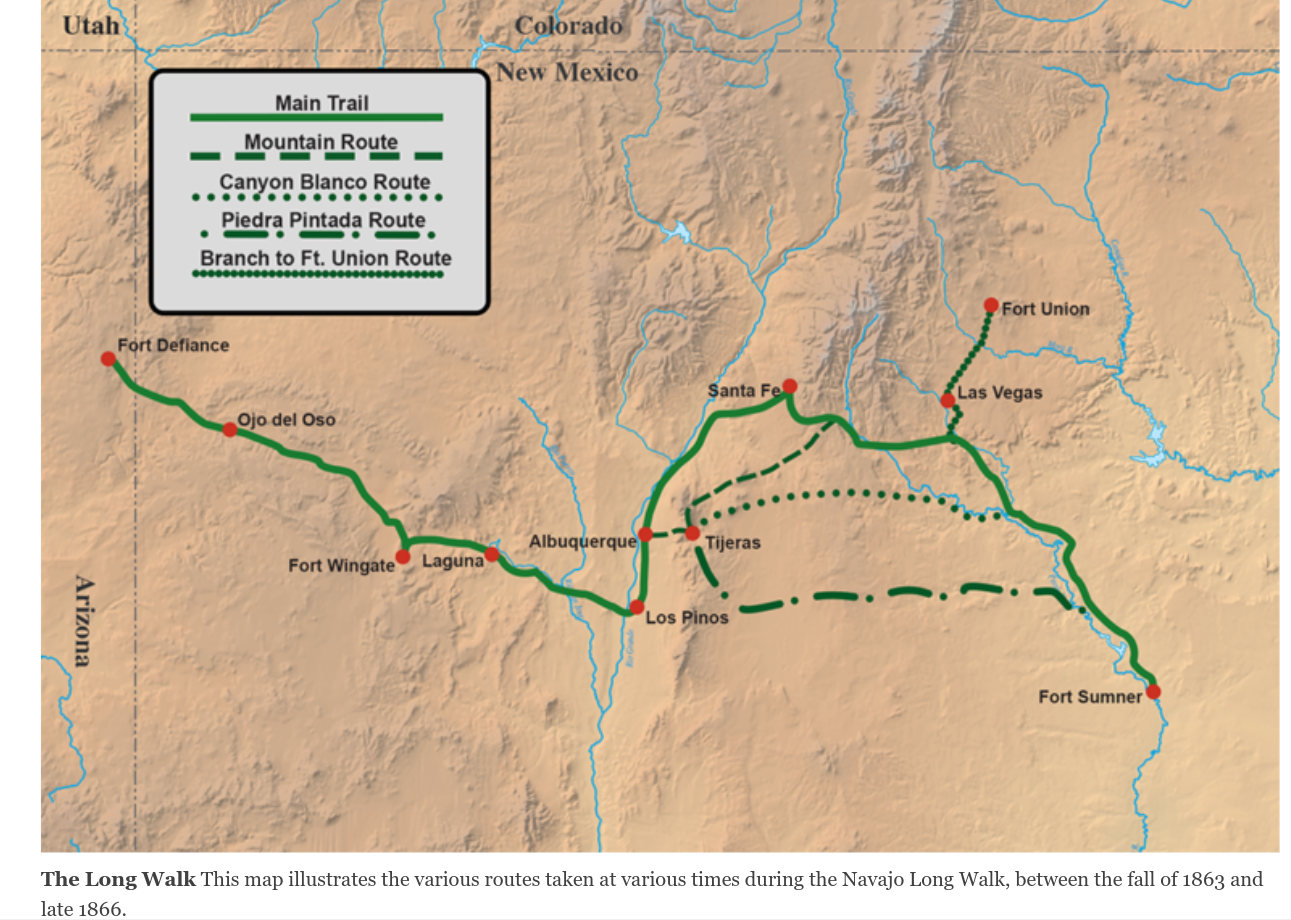 Utah
Colorado
New Mexico
Main Trail
Mountain Route
Canyon Blanco Route
Piedra Pintada Route
Branch to Ft. Union Route
Fort Defiance
Ojo del Oso
Fort Wingate
Laguna
Albuquerque
Los Pinos
Tijeras
Santa Fe
Las Vegas
Fort Union
Fort Sumner
Arizona
Rio Grande
The Long Walk This map illustrates the various routes taken at various times during the Navajo Long Walk, between the fall of 1863 and
late 1866.